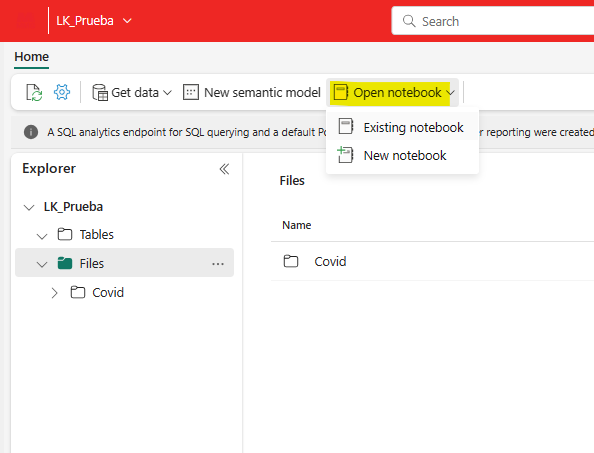 LK_Prueba
Search
Home
Get data
New semantic model
Open notebook
A SQL analytics endpoint for SQL querying and a default reporting were created
Existing notebook
New notebook
Explorer
LK_Prueba
Tables
Files
Covid
Files
Name
Covid